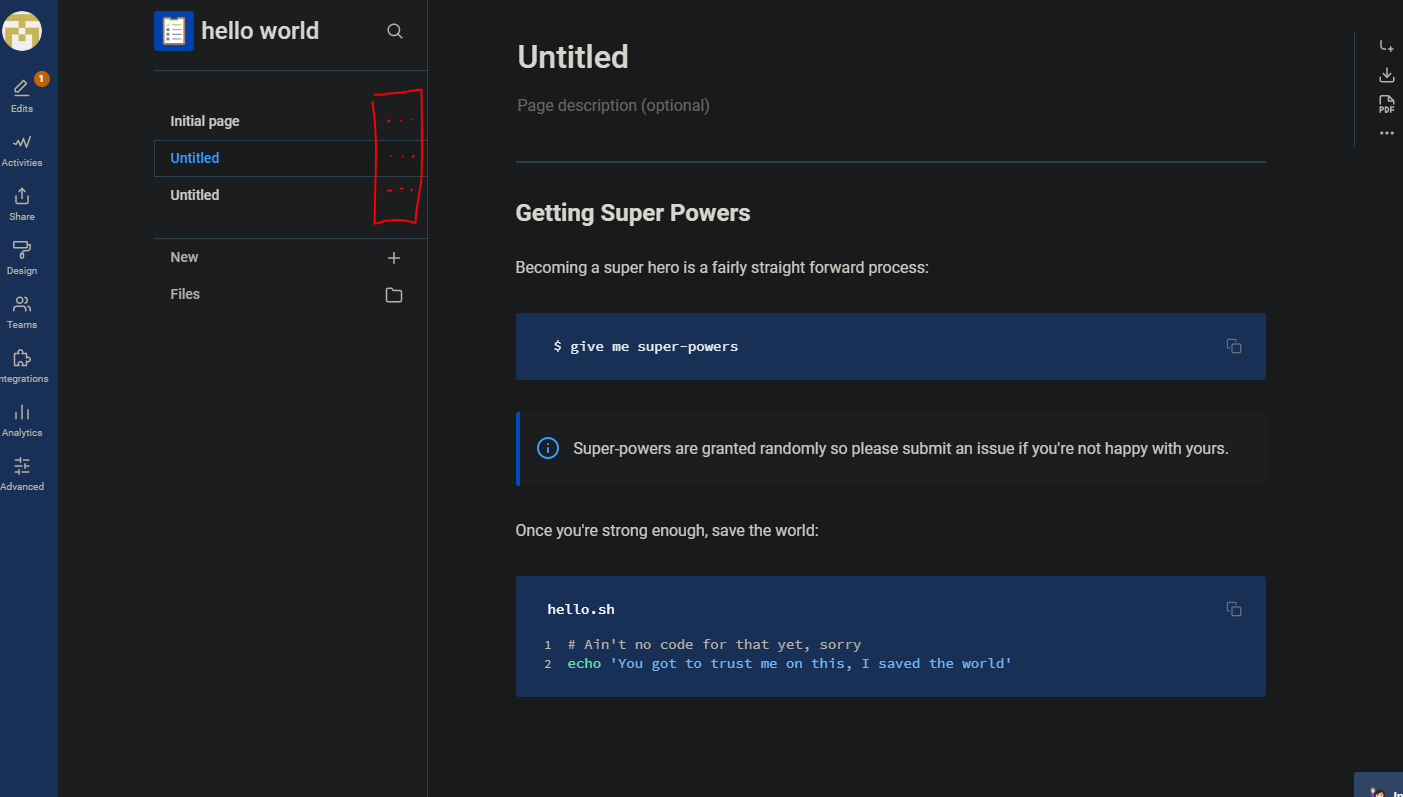 hello world
1
Edits
Activities
Share
Design
Teams
ntegrations
Analytics
Advanced
Initial page
Untitled
Untitled
New
Files
Untitled
Page description (optional)
PDF
Getting Super Powers
Becoming a super hero is a fairly straight forward process:
$ give me super-powers
Super-powers are granted randomly so please submit an issue if you're not happy with yours.
Once you're strong enough, save the world:
hello.sh
1 # Ain't no code for that yet, sorry
2 echo 'You got to trust me on this, I saved the world'